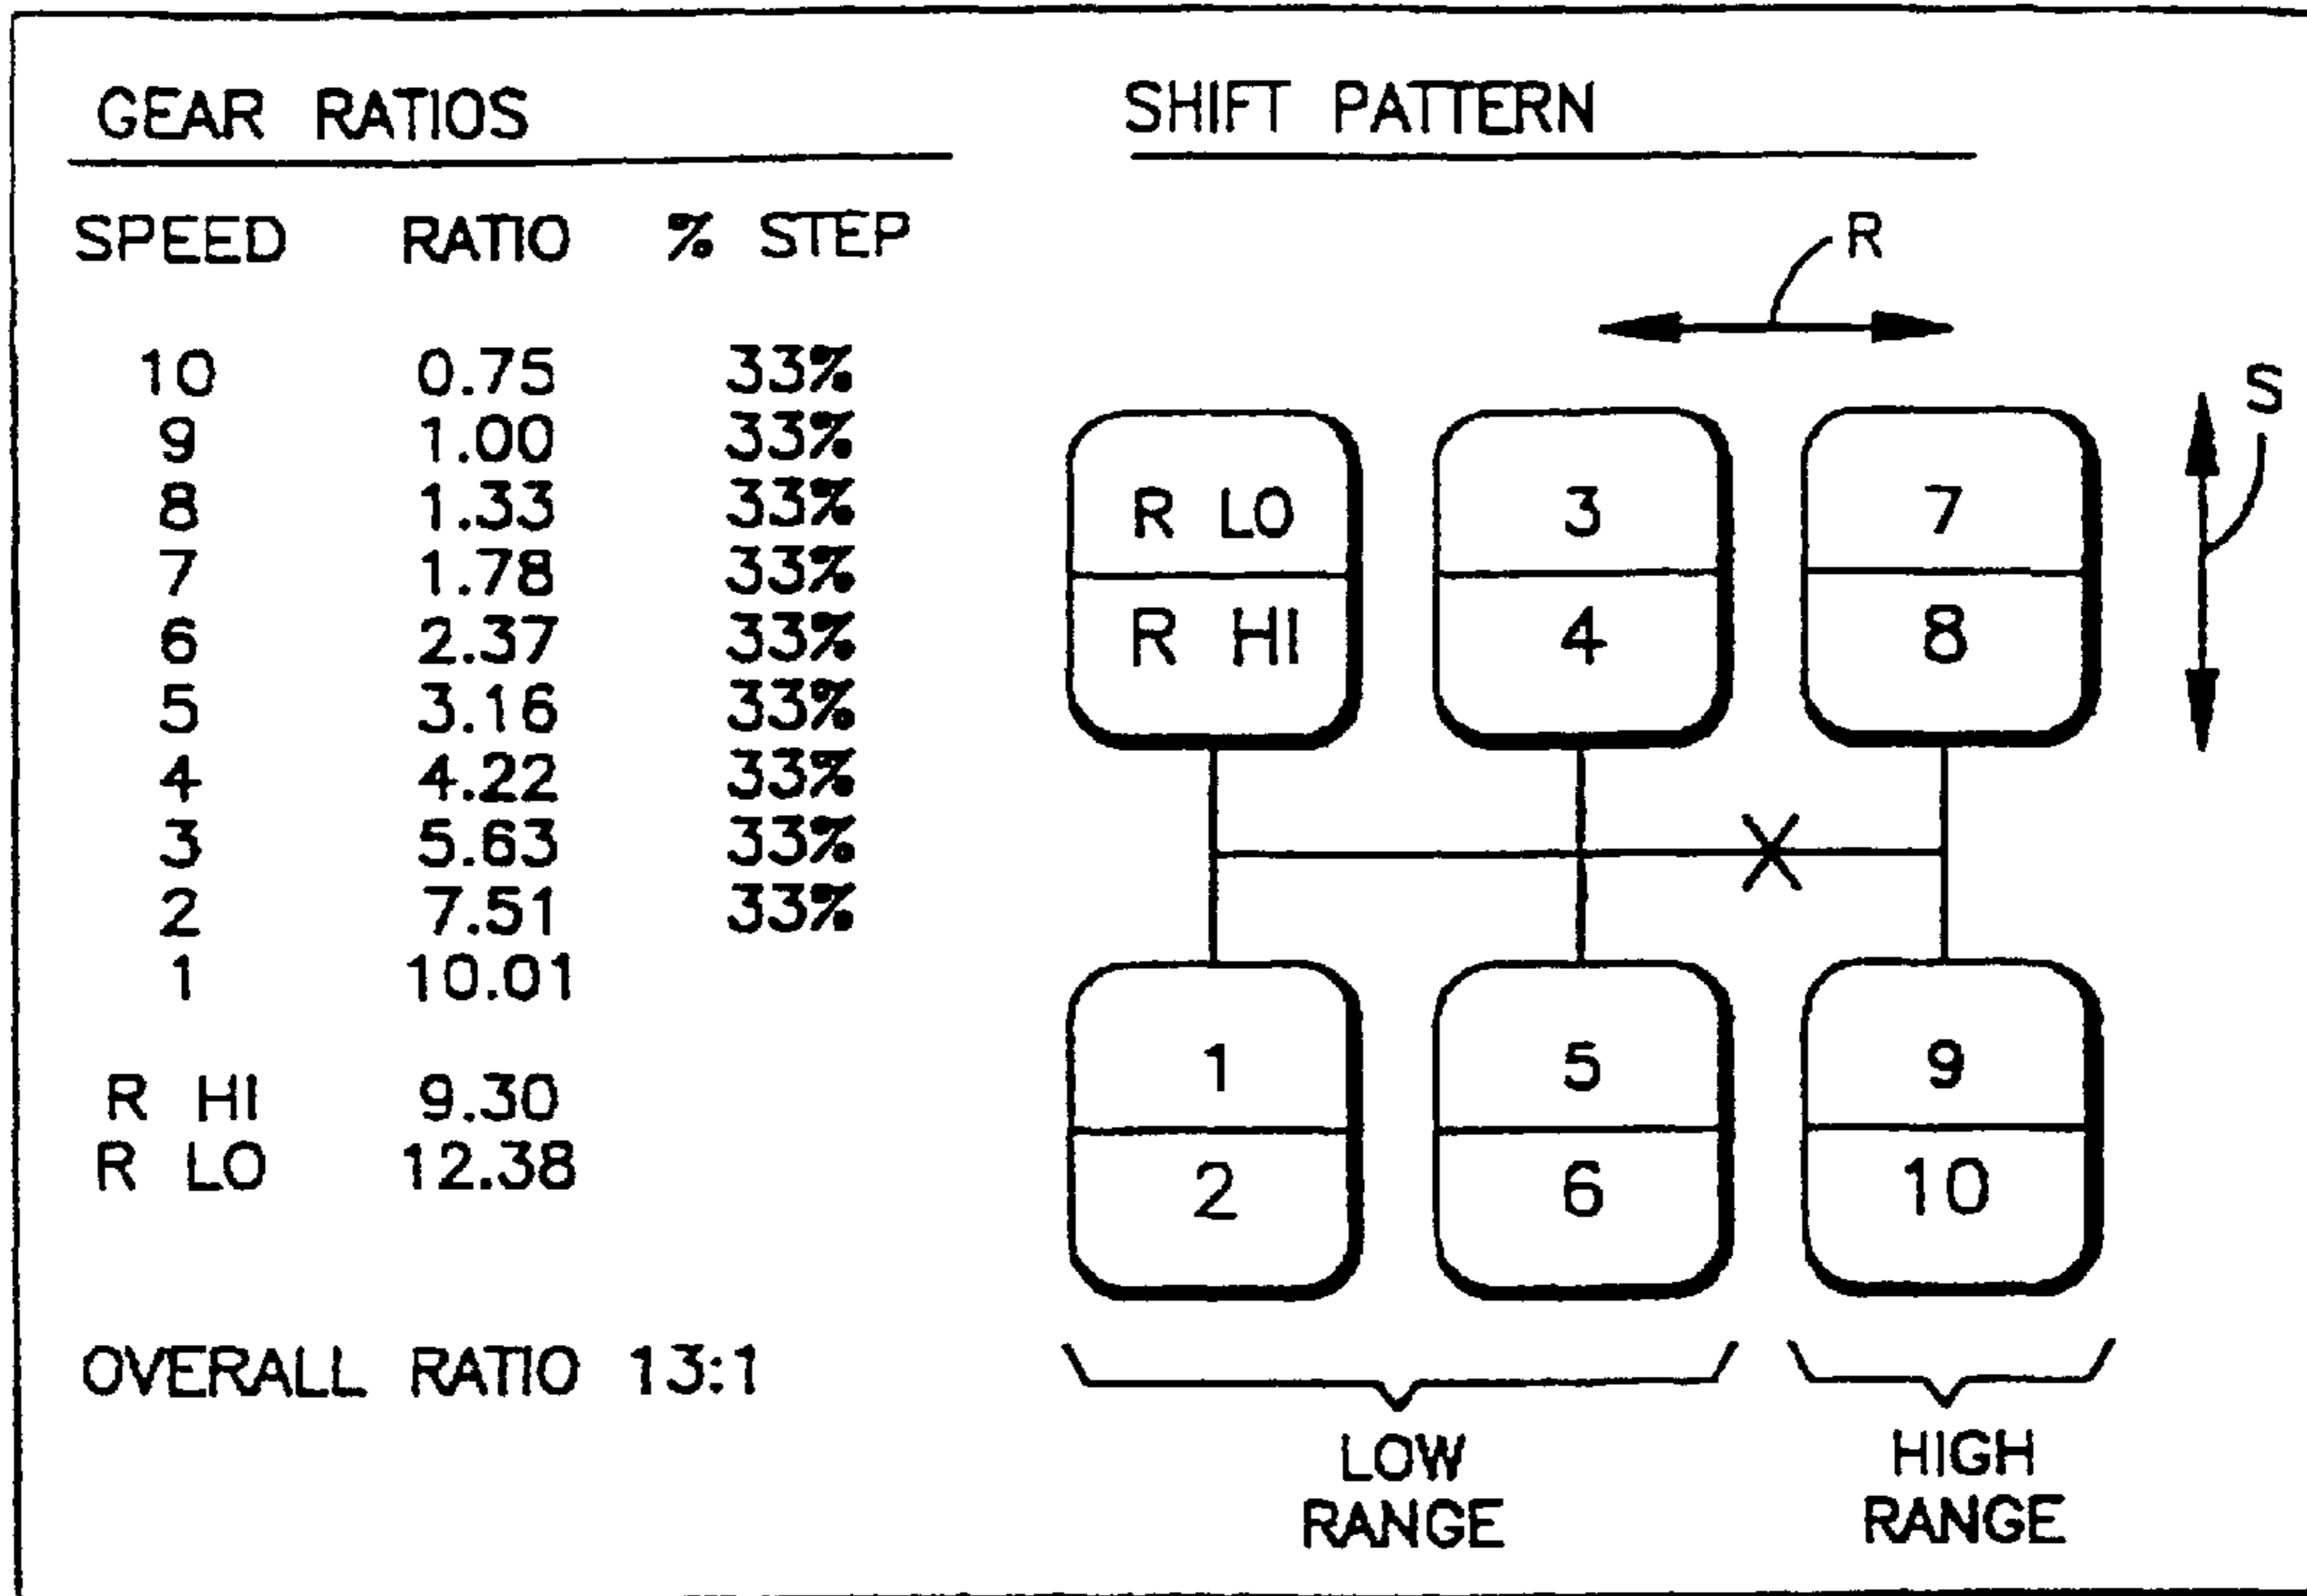 GEAR RATIOS
SPEED RATIO % STEP
10 0.75 33%
9 1.00 33%
8 1.33 33%
7 1.78 33%
6 2.37 33%
5 3.16 33%
4 4.22 33%
3 5.63 33%
2 7.51 33%
1 10.01
R HI 9.30
R LO 12.38
OVERALL RATIO 13:1
SHIFT PATTERN
R
S
R LO 3 7
R HI 4 8
X
1 5 9
2 6 10
LOW HIGH
RANGE RANGE